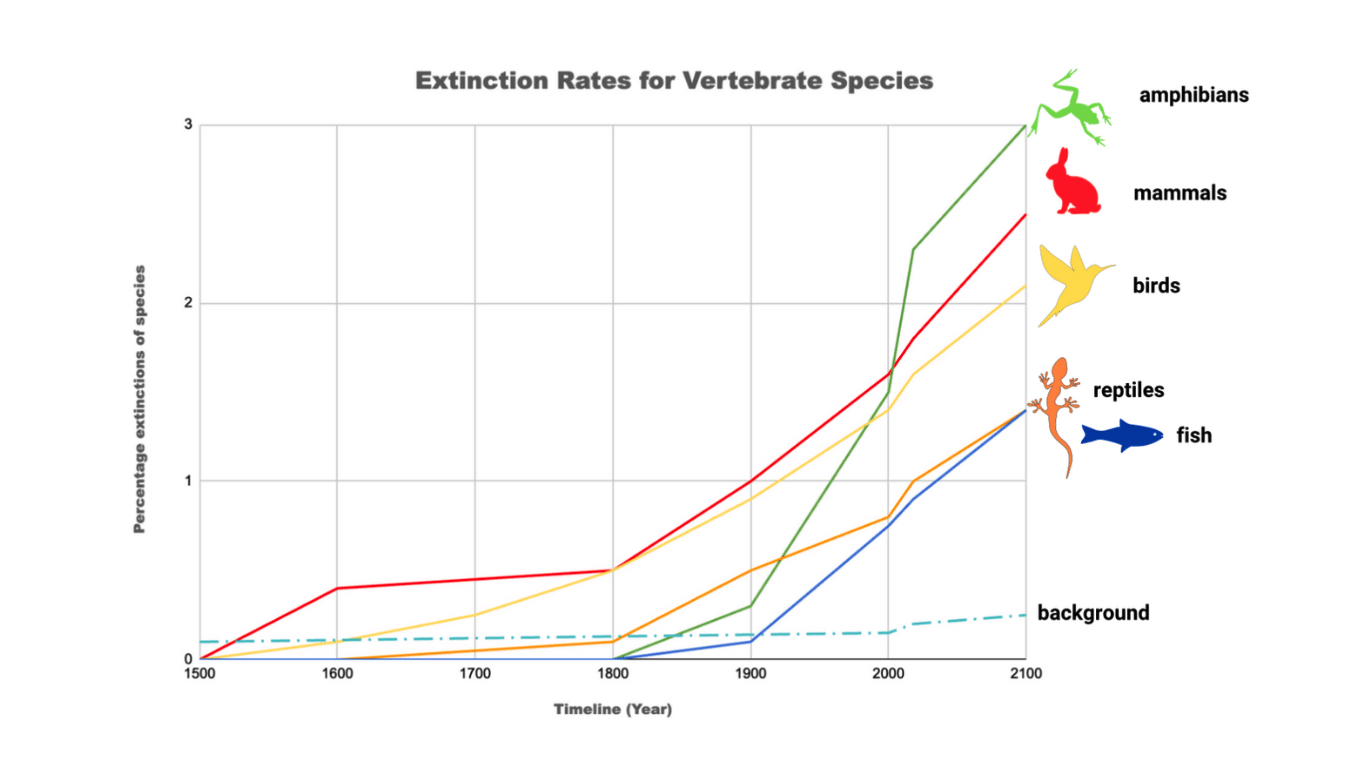 Extinction Rates for Vertebrate Species
amphibians
mammals
birds
reptiles
fish
background
Percentage extinctions of species
3
2
1
0
1500 1600 1700 1800 1900 2000 2100
Timeline (Year)